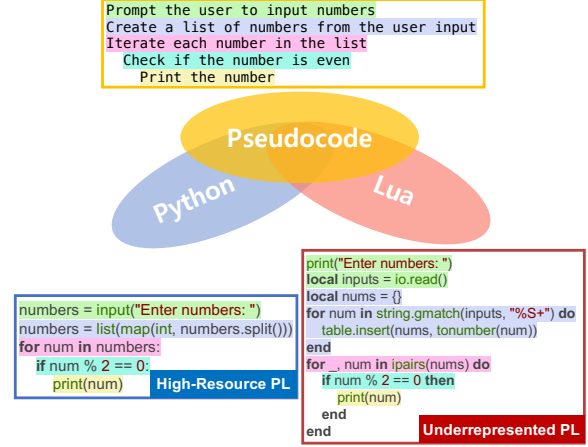 Prompt the user to input numbers
Create a list of numbers from the user input
Iterate each number in the list
Check if the number is even
Print the number
Pseudocode
Python
Lua
numbers = input("Enter numbers: ")
numbers = list(map(int, numbers.split()))
for num in numbers:
if num % 2 == 0:
print(num)
High-Resource PL
print("Enter numbers: ")
local inputs = io.read()
local nums = {}
for num in string.gmatch(inputs, "%S+") do
table.insert(nums, tonumber(num))
end
for _, num in ipairs(nums) do
if num % 2 == 0 then
print(num)
end
end
Underrepresented PL